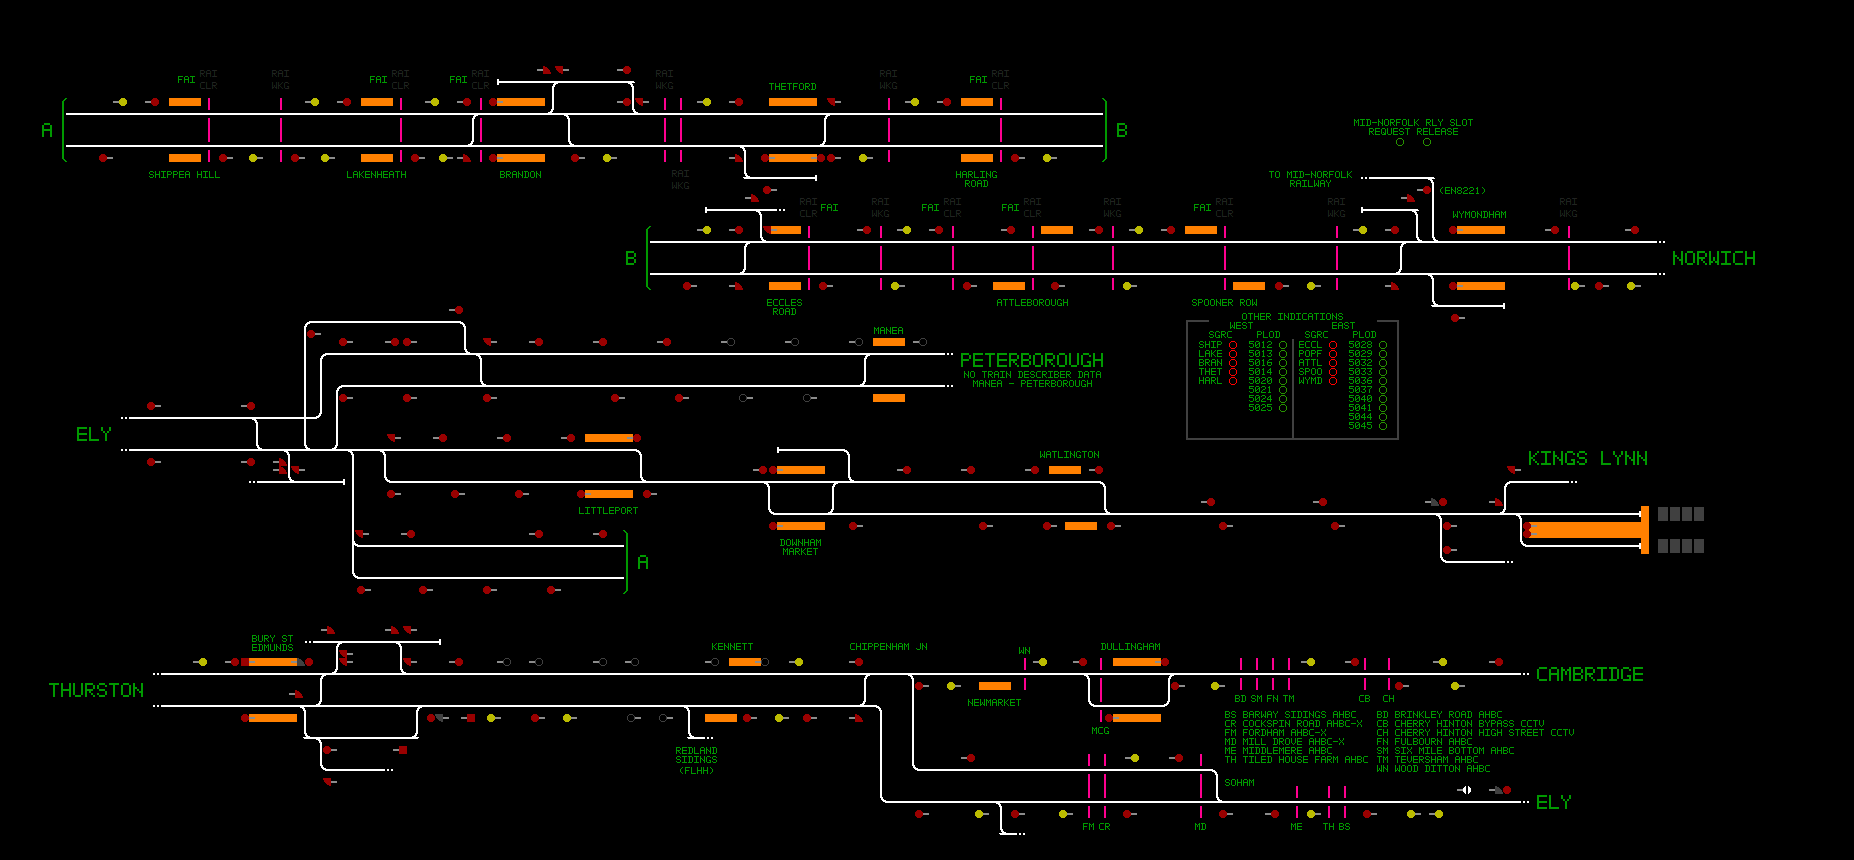 FAI RAI
CLR
RAI
WKG
FAI RAI
CLR
FAI
RAI
WKG
THETFORD
RAI
WKG
FAI RAI
CLR
A
B
SHIPPEA HILL
LAKENHEATH
BRANDON
RAI
WKG
HARLING
ROAD
MID-NORFOLK RLY SLOT
REQUEST RELEASE
TO MID-NORFOLK
RAILWAY
(EN8221)
RAI
CLR
FAI
RAI
WKG
FAI RAI
CLR
FAI RAI
CLR
RAI
WKG
FAI RAI
CLR
RAI
WKG
WYMONDHAM
RAI
WKG
B
NORWICH
ECCLES
ROAD
ATTLEBOROUGH
SPOONER ROW
OTHER INDICATIONS
WEST EAST
SGRC PLOD SGRC PLOD
SHIP 5012 ECCL 5028
LAKE 5013 POPF 5029
BRAN 5016 ATTL 5032
THET 5014 SPOO 5033
HARL 5020 WYMD 5036
5021 5037
5024 5040
5025 5041
5044
5045
MANEA
PETERBOROUGH
NO TRAIN DESCRIBER DATA
MANEA - PETERBOROUGH
ELY
LITTLEPORT
WATLINGTON
KINGS LYNN
DOWNHAM
MARKET
A
BURY ST
EDMUNDS
KENNETT
CHIPPENHAM JN
WN
DULLINGHAM
THURSTON
CAMBRIDGE
NEWMARKET
MCG
BD SM FN TM
CB CH
REDLAND
SIDINGS
(FLHH)
BS BARWAY SIDINGS AHBC BD BRINKLEY ROAD AHBC
CR COCKSPIN ROAD AHBC-X CB CHERRY HINTON BYPASS CCTV
FM FORDHAM AHBC-X CH CHERRY HINTON HIGH STREET CCTV
MD MILL DROVE AHBC-X FN FULBOURN AHBC
ME MIDDLEMERE AHBC SM SIX MILE BOTTOM AHBC
TH TILED HOUSE FARM AHBC TM TEVERSHAM AHBC
WN WOOD DITTON AHBC
SOHAM
ELY
FM CR
MD
ME
TH BS